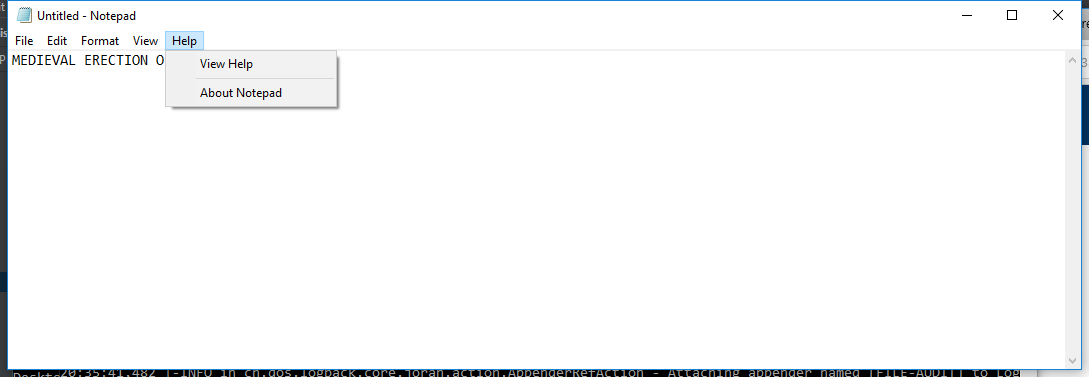 Untitled - Notepad
File Edit Format View Help
MEDIEVAL ERECTION O
View Help
About Notepad
20:35:41.482 |-INFO in ch.qos.logback.core.joran.action.AppenderRefAction - Attaching appender named [FILE-AUDIT] to Log